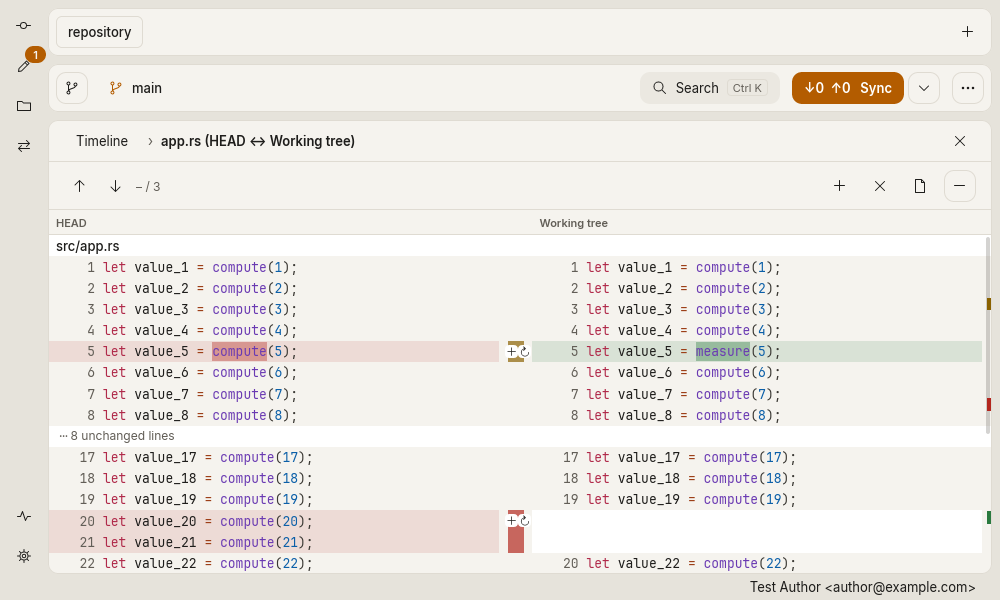 repository
1
main
Search Ctrl K
↓0 ↑0 Sync
Timeline › app.rs (HEAD ↔ Working tree)
– / 3
HEAD
Working tree
src/app.rs
1 let value_1 = compute(1); 1 let value_1 = compute(1);
2 let value_2 = compute(2); 2 let value_2 = compute(2);
3 let value_3 = compute(3); 3 let value_3 = compute(3);
4 let value_4 = compute(4); 4 let value_4 = compute(4);
5 let value_5 = compute(5); 5 let value_5 = measure(5);
6 let value_6 = compute(6); 6 let value_6 = compute(6);
7 let value_7 = compute(7); 7 let value_7 = compute(7);
8 let value_8 = compute(8); 8 let value_8 = compute(8);
··· 8 unchanged lines
17 let value_17 = compute(17); 17 let value_17 = compute(17);
18 let value_18 = compute(18); 18 let value_18 = compute(18);
19 let value_19 = compute(19); 19 let value_19 = compute(19);
20 let value_20 = compute(20);
21 let value_21 = compute(21);
22 let value_22 = compute(22); 20 let value_22 = compute(22);
Test Author <author@example.com>